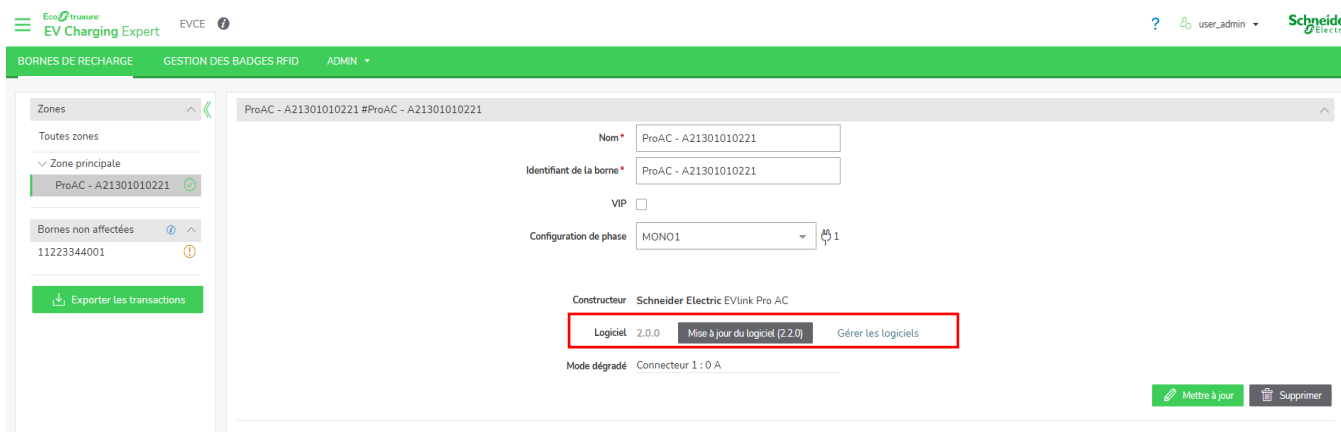 EcoStruxure
EV Charging Expert
EVCE
? user_admin
Schneide
Electr
BORNES DE RECHARGE GESTION DES BADGES RFID ADMIN
Zones
Toutes zones
Zone principale
ProAC - A21301010221
Bornes non affectées
11223344001
Exporter les transactions
ProAC - A21301010221 #ProAC - A21301010221
Nom* ProAC - A21301010221
Identifiant de la borne* ProAC - A21301010221
VIP
Configuration de phase MONO1 1
Constructeur Schneider Electric EVlink Pro AC
Logiciel 2.0.0 Mise à jour du logiciel (2.2.0) Gérer les logiciels
Mode dégradé Connecteur 1 : 0 A
Mettre à jour Supprimer